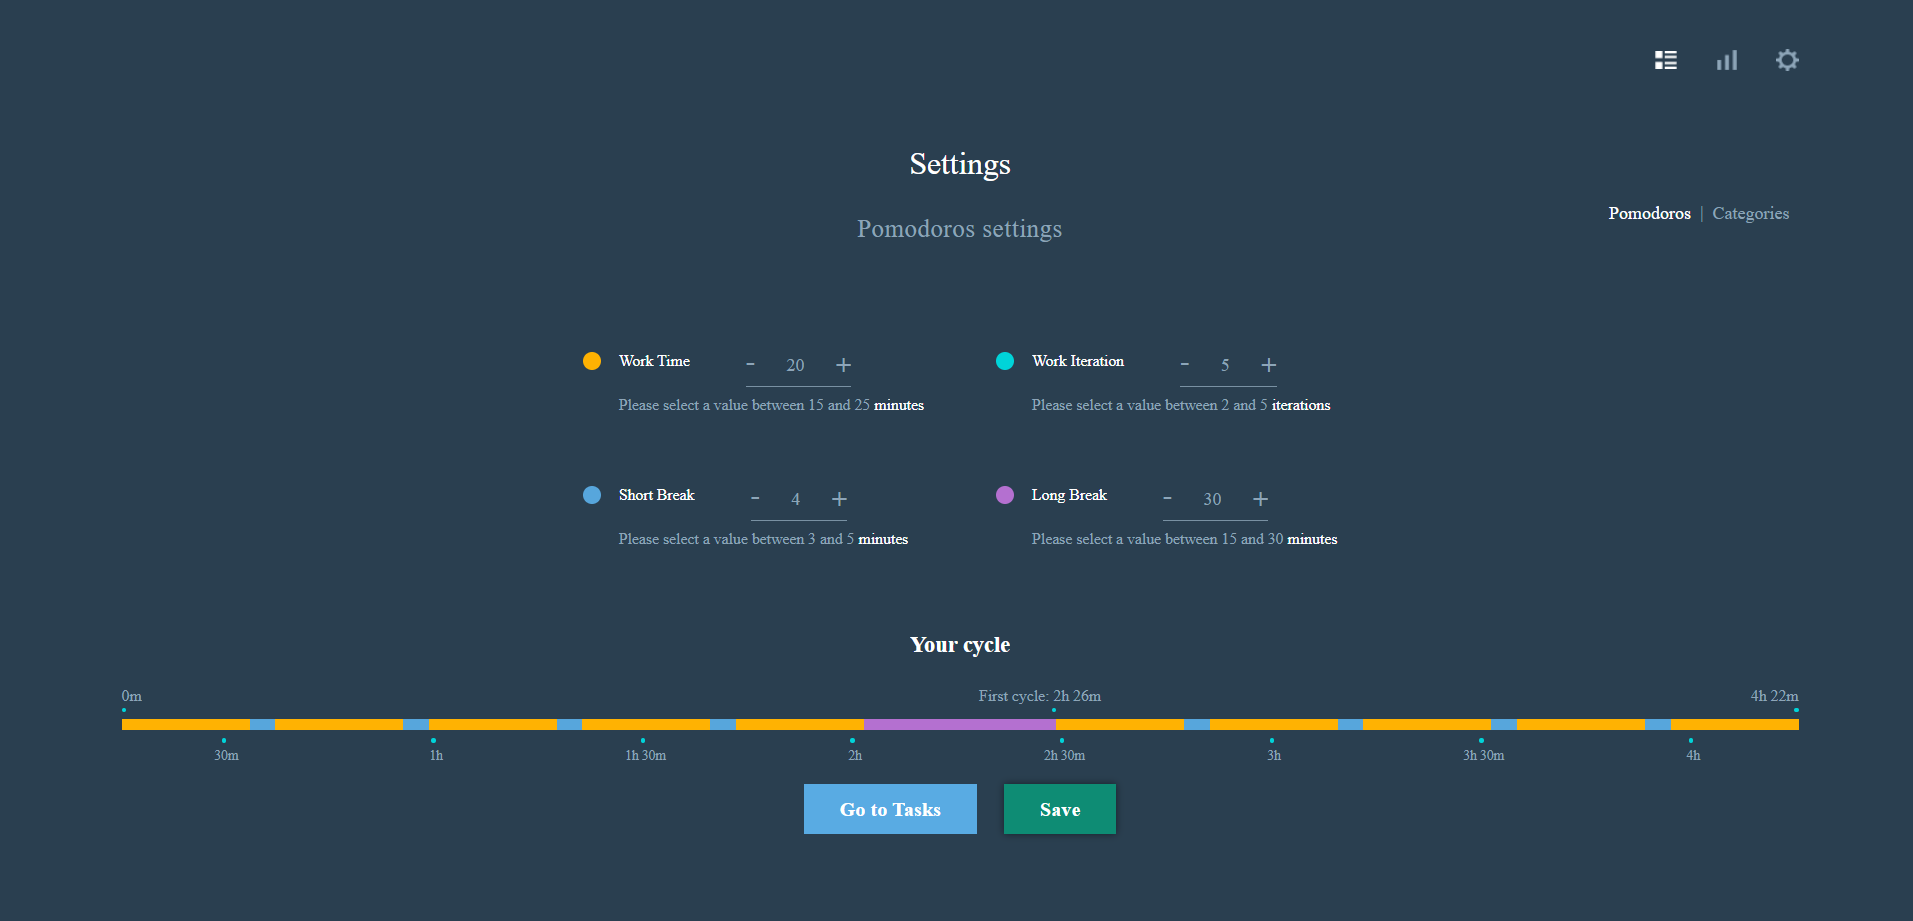 Settings
Pomodoros settings
Pomodoros | Categories
Work Time - 20 +
Please select a value between 15 and 25 minutes
Work Iteration - 5 +
Please select a value between 2 and 5 iterations
Short Break - 4 +
Please select a value between 3 and 5 minutes
Long Break - 30 +
Please select a value between 15 and 30 minutes
Your cycle
0m First cycle: 2h 26m 4h 22m
30m 1h 1h 30m 2h 2h 30m 3h 3h 30m 4h
Go to Tasks Save